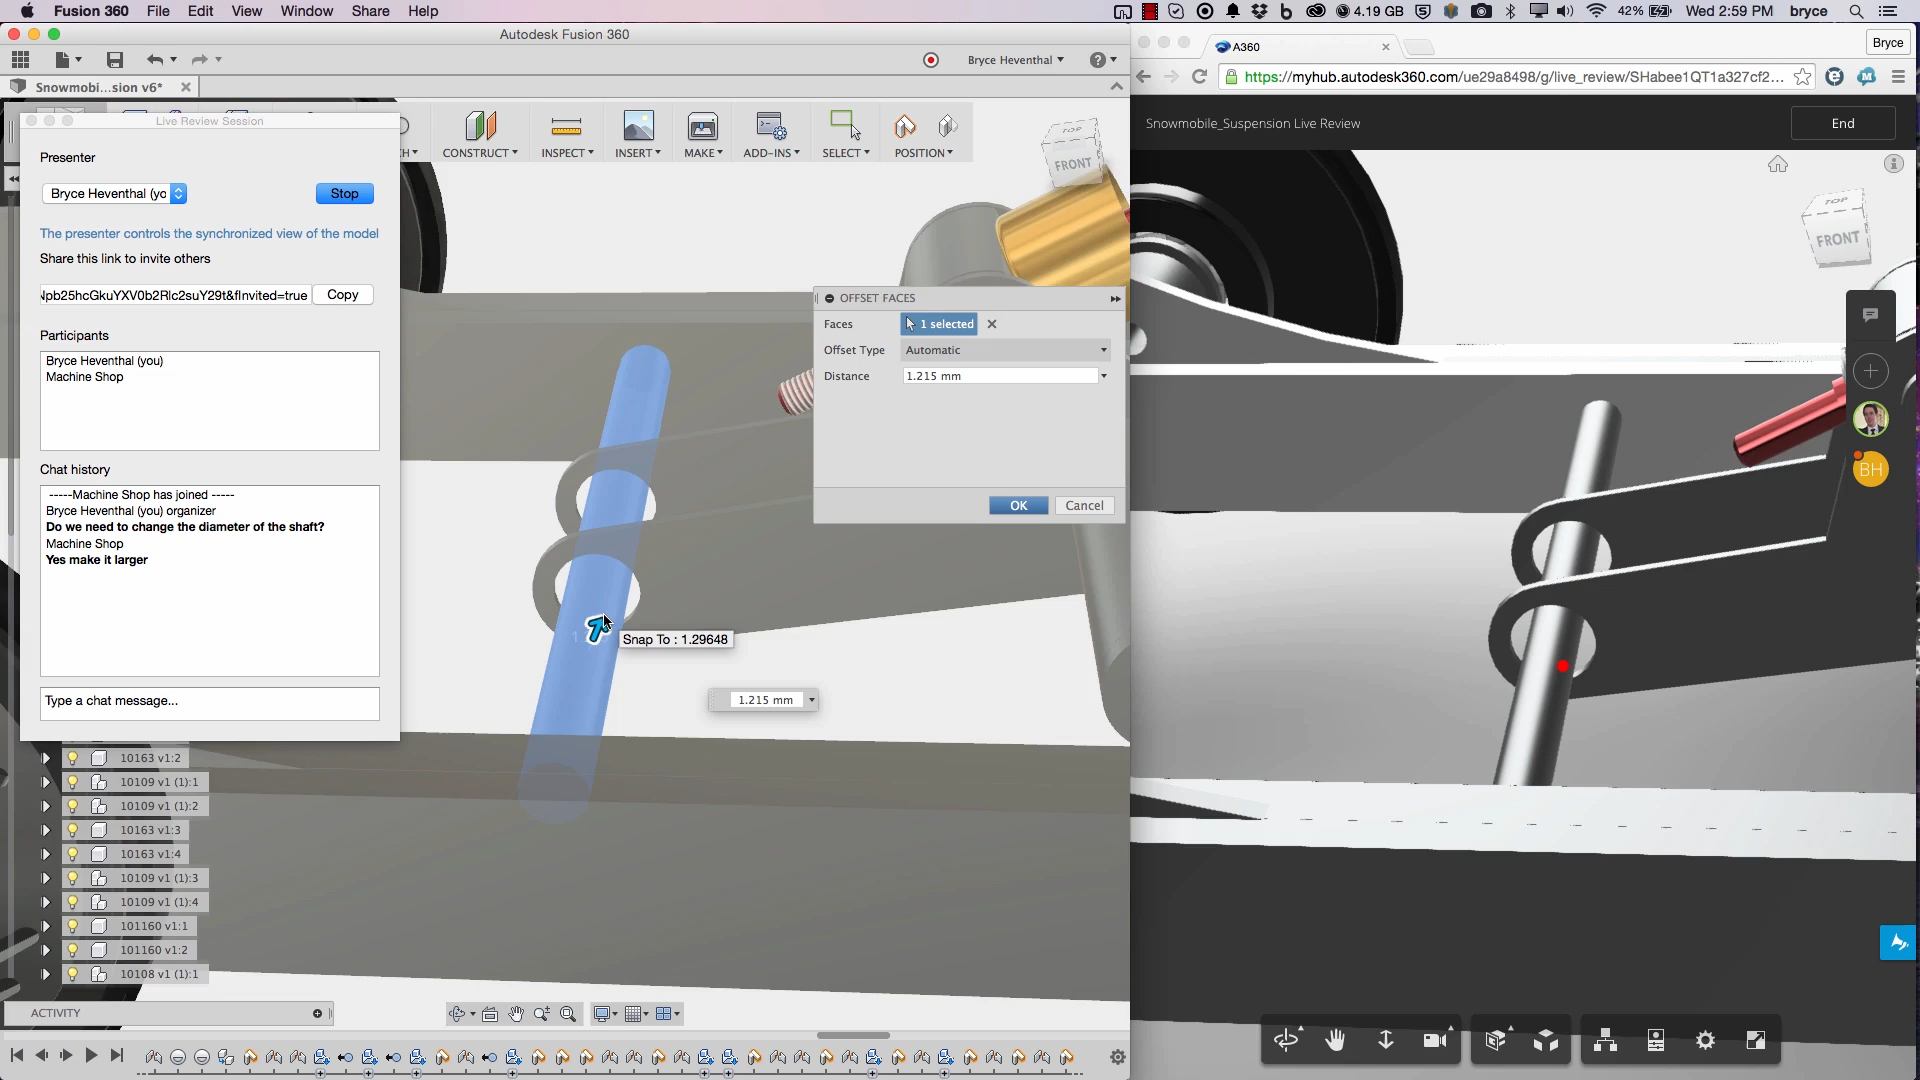 Fusion 360 File Edit View Window Share Help
4.19 GB 42% Wed 2:59 PM bryce
Autodesk Fusion 360
Bryce Heventhal
Snowmobi...sion v6*
CONSTRUCT INSPECT INSERT MAKE ADD-INS SELECT POSITION
TOP
FRONT
Live Review Session
Presenter
Bryce Heventhal (yo
Stop
The presenter controls the synchronized view of the model
Share this link to invite others
Copy
Participants
Bryce Heventhal (you)
Machine Shop
Chat history
-----Machine Shop has joined -----
Bryce Heventhal (you) organizer
Do we need to change the diameter of the shaft?
Machine Shop
Yes make it larger
Type a chat message...
OFFSET FACES
Faces 1 selected
Offset Type Automatic
Distance 1.215 mm
OK Cancel
Snap To : 1.29648
1.215 mm
10163 v1:2
10109 v1 (1):1
10109 v1 (1):2
10163 v1:3
10163 v1:4
10109 v1 (1):3
10109 v1 (1):4
101160 v1:1
101160 v1:2
10108 v1 (1):1
ACTIVITY
A360
Bryce
https://myhub.autodesk360.com/ue29a8498/g/live_review/SHabee1QT1a327cf2...
Snowmobile_Suspension Live Review
End
TOP
FRONT
BH